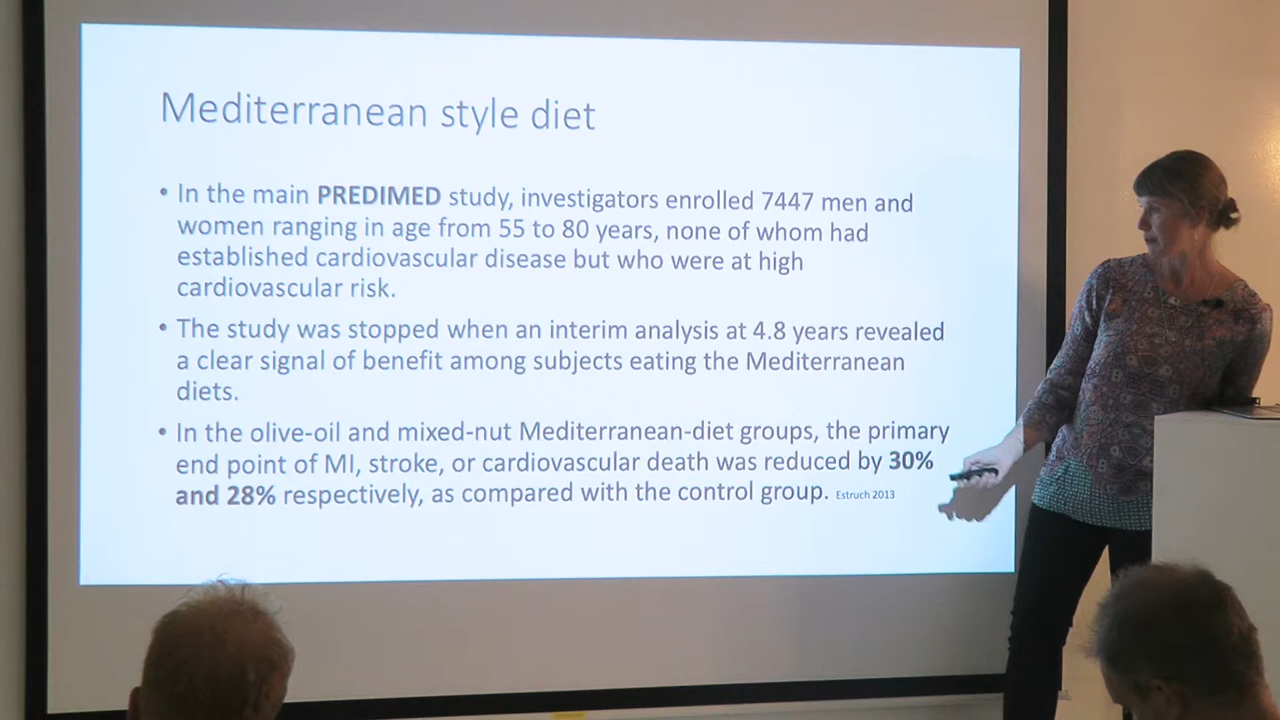 Mediterranean style diet
• In the main PREDIMED study, investigators enrolled 7447 men and
women ranging in age from 55 to 80 years, none of whom had
established cardiovascular disease but who were at high
cardiovascular risk.
• The study was stopped when an interim analysis at 4.8 years revealed
a clear signal of benefit among subjects eating the Mediterranean
diets.
• In the olive-oil and mixed-nut Mediterranean-diet groups, the primary
end point of MI, stroke, or cardiovascular death was reduced by 30%
and 28% respectively, as compared with the control group. Estruch 2013